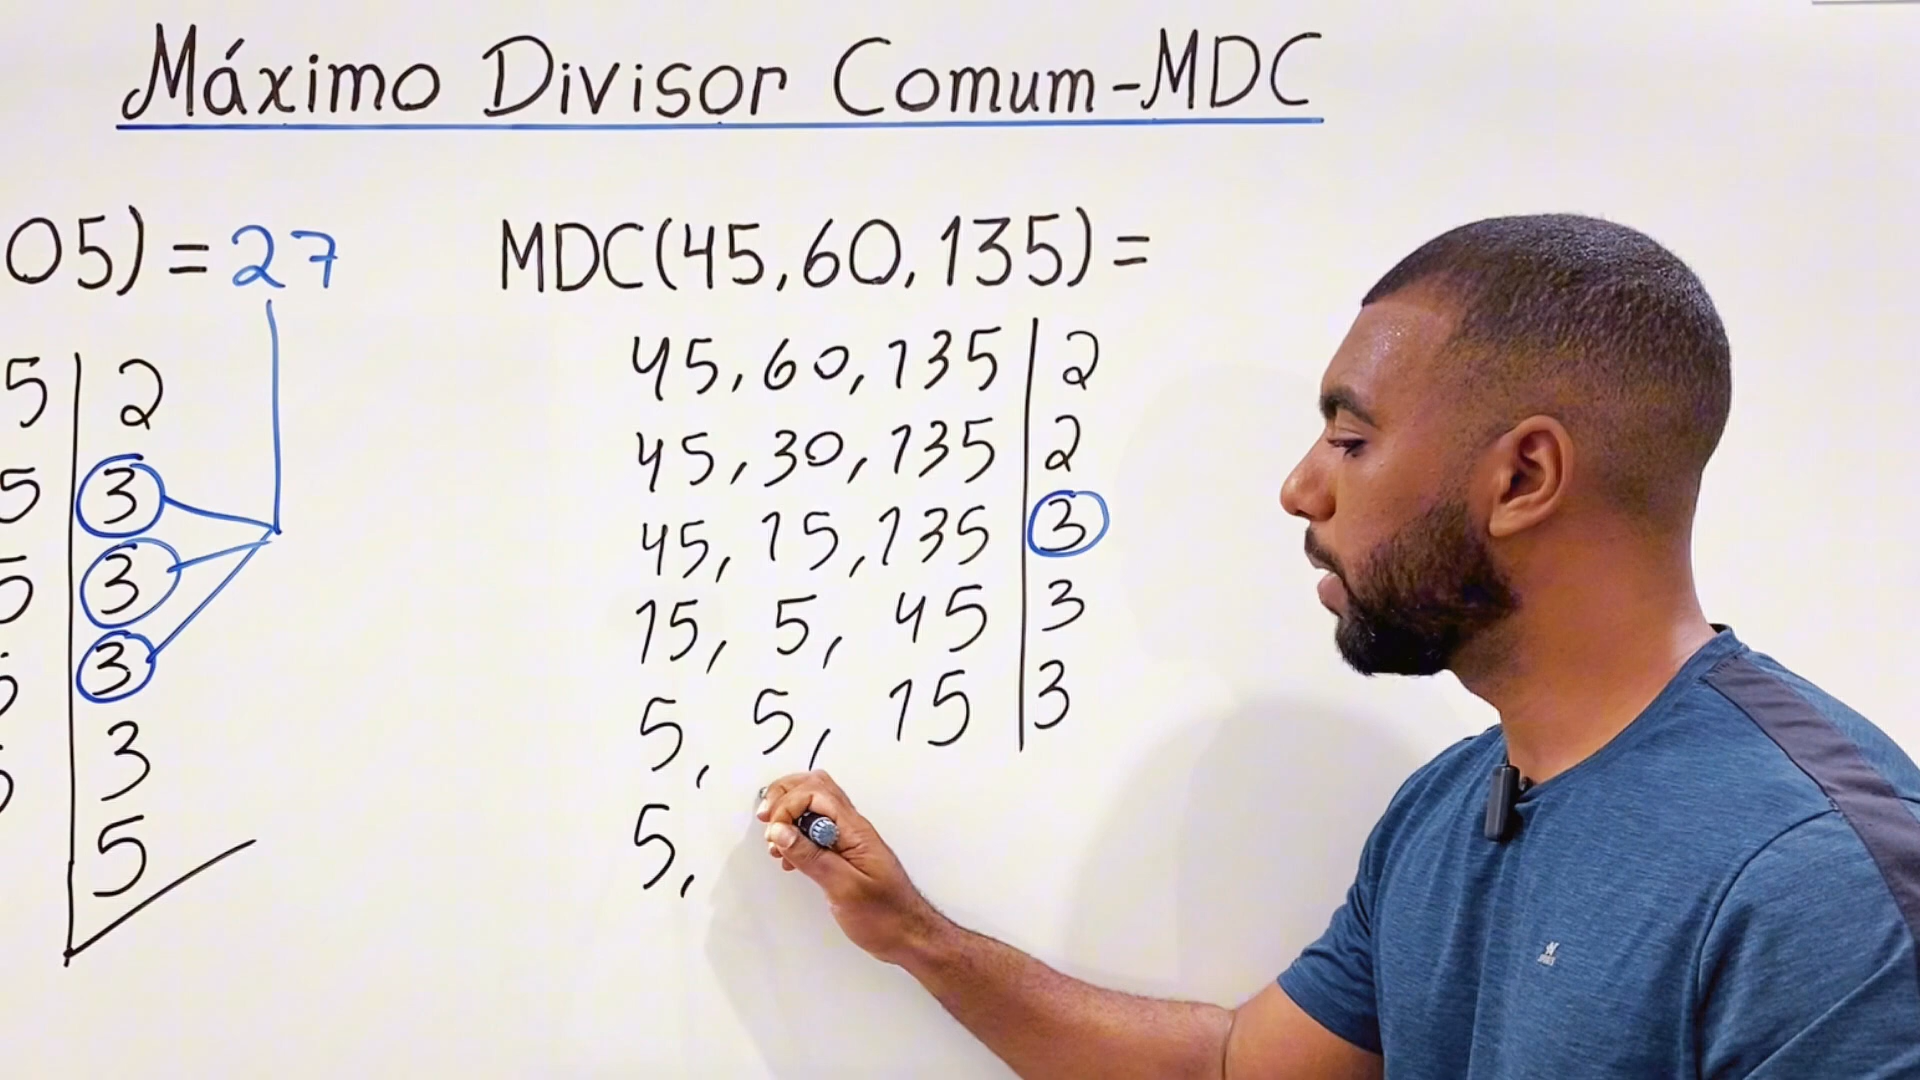 Máximo Divisor Comum-MDC
05) = 27
5 | 2
5 | 3
5 | 3
5 | 3
3
5
MDC(45,60,135) =
45, 60, 135 | 2
45, 30, 135 | 2
45, 15, 135 | 3
15, 5, 45 | 3
5, 5, 15 | 3
5,